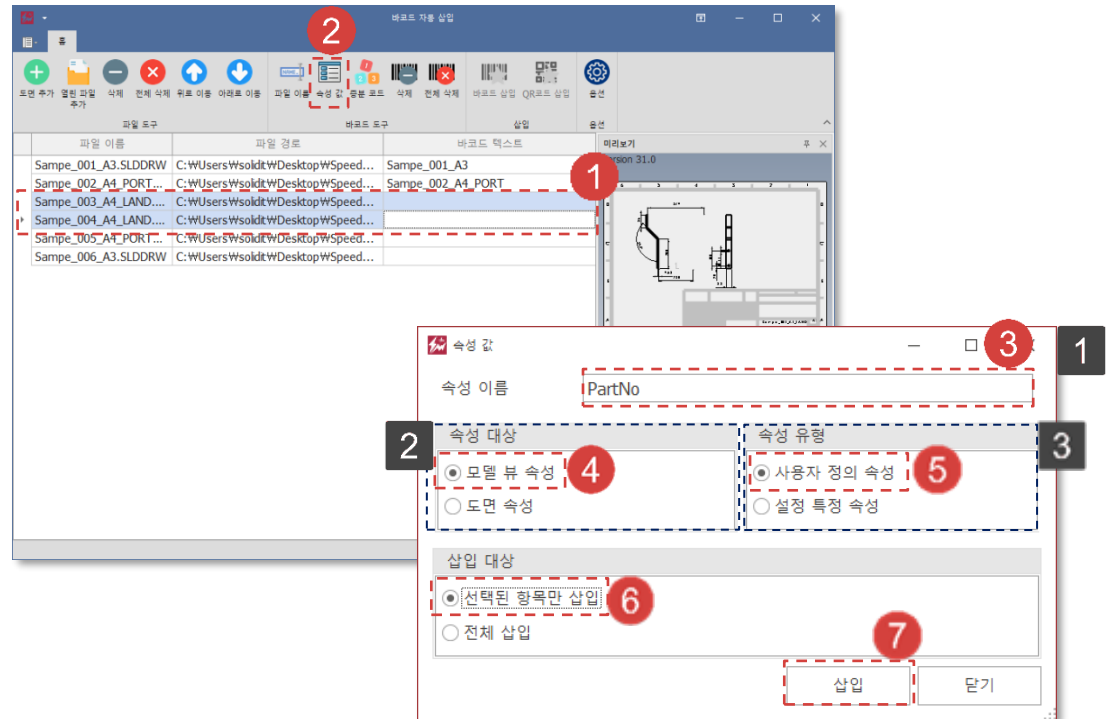 바코드 자동 삽입
2
홈
도면 추가 열린 파일 추가 삭제 전체 삭제 위로 이동 아래로 이동 파일 이름 속성 값 증분 코드 삭제 전체 삭제 바코드 삽입 QR코드 삽입 옵션
파일 도구 바코드 도구 삽입 옵션
파일 이름 파일 경로 바코드 텍스트 미리보기
Sampe_001_A3.SLDDRW C:₩Users₩solidit₩Desktop₩Speed... Sampe_001_A3
Sampe_002_A4_PORT... C:₩Users₩solidit₩Desktop₩Speed... Sampe_002_A4_PORT
1
Sampe_003_A4_LAND.... C:₩Users₩solidit₩Desktop₩Speed...
Sampe_004_A4_LAND.... C:₩Users₩solidit₩Desktop₩Speed...
Sampe_005_A4_PORT... C:₩Users₩solidit₩Desktop₩Speed...
Sampe_006_A3.SLDDRW C:₩Users₩solidit₩Desktop₩Speed...
속성 값
3
1
속성 이름 PartNo
2
속성 대상 속성 유형
3
모델 뷰 속성 4 사용자 정의 속성 5
도면 속성 설정 특정 속성
삽입 대상
선택된 항목만 삽입 6
전체 삽입
7
삽입 닫기